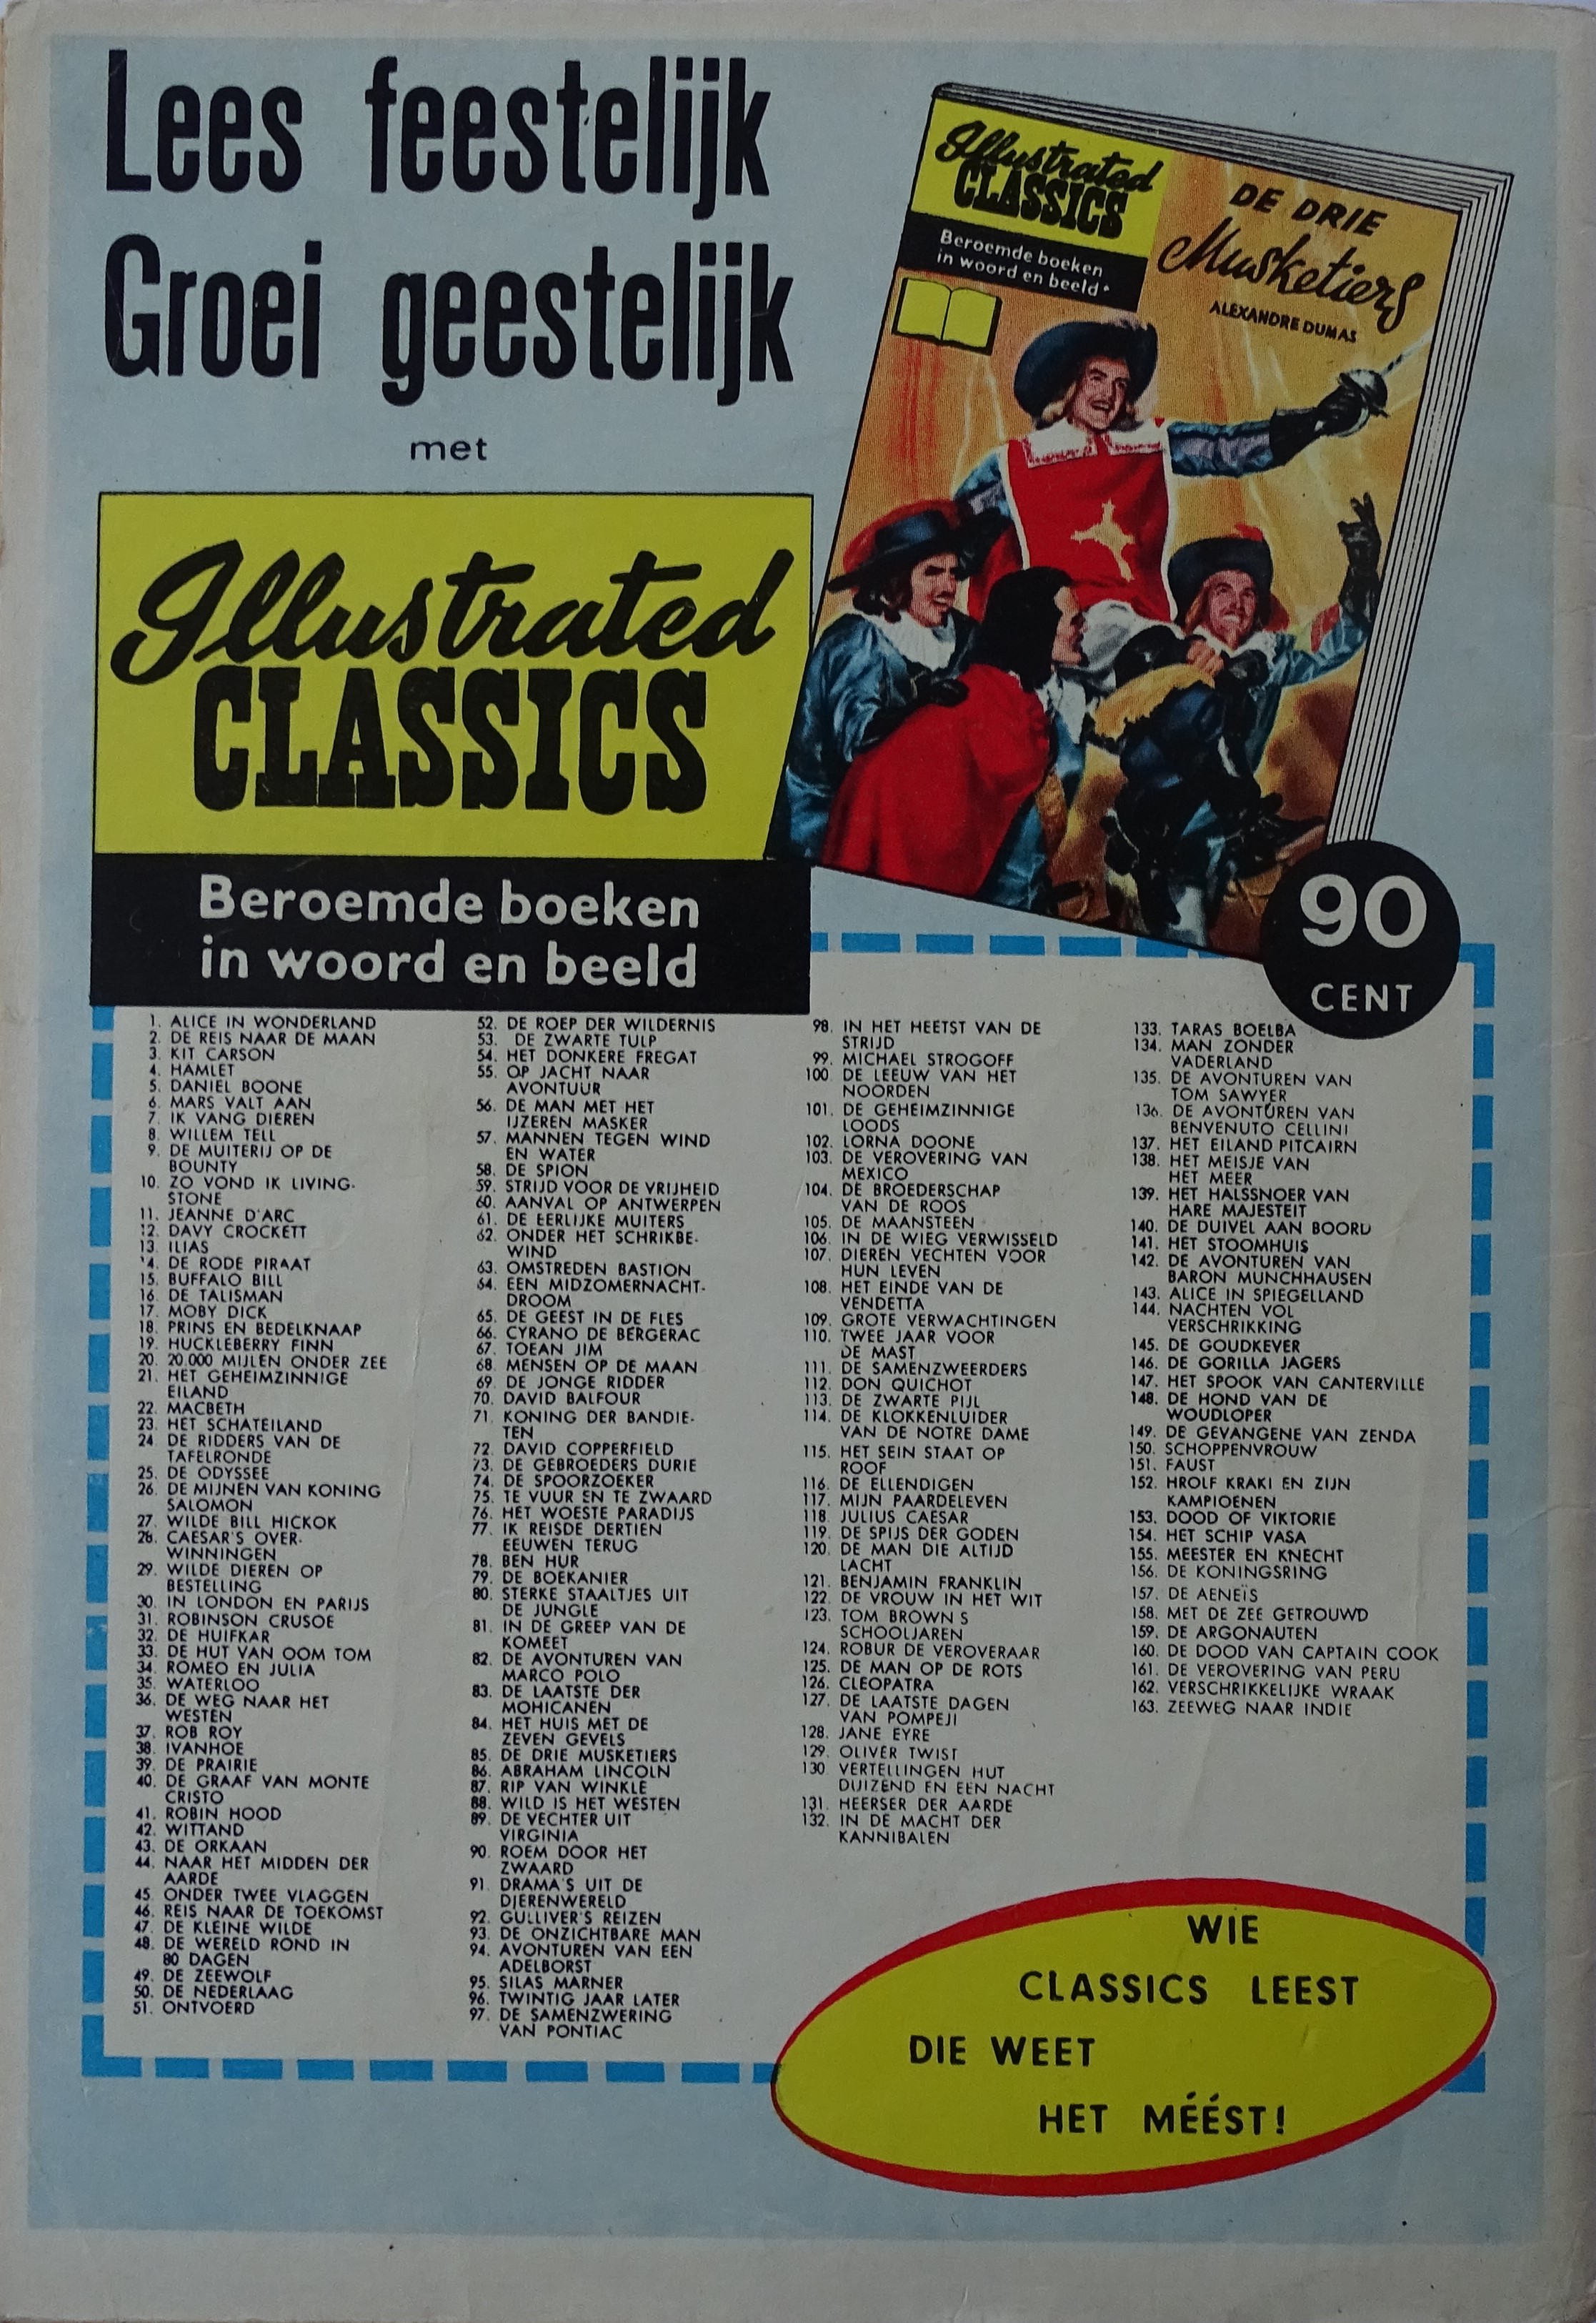 Lees feestelijk
Groei geestelijk
met
Illustrated
CLASSICS
Beroemde boeken
in woord en beeld
Illustrated
CLASSICS
Beroemde boeken
in woord en beeld
DE DRIE
Musketiers
ALEXANDRE DUMAS
90
CENT
1. ALICE IN WONDERLAND
2. DE REIS NAAR DE MAAN
3. KIT CARSON
4. HAMLET
5. DANIEL BOONE
6. MARS VALT AAN
7. IK VANG DIEREN
8. WILLEM TELL
9. DE MUITERIJ OP DE
BOUNTY
10. ZO VOND IK LIVING-
STONE
11. JEANNE D'ARC
12. DAVY CROCKETT
13. ILIAS
14. DE RODE PIRAAT
15. BUFFALO BILL
16. DE TALISMAN
17. MOBY DICK
18. PRINS EN BEDELKNAAP
19. HUCKLEBERRY FINN
20. 20.000 MIJLEN ONDER ZEE
21. HET GEHEIMZINNIGE
EILAND
22. MACBETH
23. HET SCHATEILAND
24. DE RIDDERS VAN DE
TAFELRONDE
25. DE ODYSSEE
26. DE MIJNEN VAN KONING
SALOMON
27. WILDE BILL HICKOK
28. CAESAR'S OVER-
WINNINGEN
29. WILDE DIEREN OP
BESTELLING
30. IN LONDON EN PARIJS
31. ROBINSON CRUSOE
32. DE HUIFKAR
33. DE HUT VAN OOM TOM
34. ROMEO EN JULIA
35. WATERLOO
36. DE WEG NAAR HET
WESTEN
37. ROB ROY
38. IVANHOE
39. DE PRAIRIE
40. DE GRAAF VAN MONTE
CRISTO
41. ROBIN HOOD
42. WITTAND
43. DE ORKAAN
44. NAAR HET MIDDEN DER
AARDE
45. ONDER TWEE VLAGGEN
46. REIS NAAR DE TOEKOMST
47. DE KLEINE WILDE
48. DE WERELD ROND IN
80 DAGEN
49. DE ZEEWOLF
50. DE NEDERLAAG
51. ONTVOERD
52. DE ROEP DER WILDERNIS
53. DE ZWARTE TULP
54. HET DONKERE FREGAT
55. OP JACHT NAAR
AVONTUUR
56. DE MAN MET HET
IJZEREN MASKER
57. MANNEN TEGEN WIND
EN WATER
58. DE SPION
59. STRIJD VOOR DE VRIJHEID
60. AANVAL OP ANTWERPEN
61. DE EERLIJKE MUITERS
62. ONDER HET SCHRIKBE-
WIND
63. OMSTREDEN BASTION
64. EEN MIDZOMERNACHT-
DROOM
65. DE GEEST IN DE FLES
66. CYRANO DE BERGERAC
67. TOEAN JIM
68. MENSEN OP DE MAAN
69. DE JONGE RIDDER
70. DAVID BALFOUR
71. KONING DER BANDIE-
TEN
72. DAVID COPPERFIELD
73. DE GEBROEDERS DURIE
74. DE SPOORZOEKER
75. TE VUUR EN TE ZWAARD
76. HET WOESTE PARADIJS
77. IK REISDE DERTIEN
EEUWEN TERUG
78. BEN HUR
79. DE BOEKANIER
80. STERKE STAALTJES UIT
DE JUNGLE
81. IN DE GREEP VAN DE
KOMEET
82. DE AVONTUREN VAN
MARCO POLO
83. DE LAATSTE DER
MOHICANEN
84. HET HUIS MET DE
ZEVEN GEVELS
85. DE DRIE MUSKETIERS
86. ABRAHAM LINCOLN
87. RIP VAN WINKLE
88. WILD IS HET WESTEN
89. DE VECHTER UIT
VIRGINIA
90. ROEM DOOR HET
ZWAARD
91. DRAMA'S UIT DE
DIERENWERELD
92. GULLIVER'S REIZEN
93. DE ONZICHTBARE MAN
94. AVONTUREN VAN EEN
ADELBORST
95. SILAS MARNER
96. TWINTIG JAAR LATER
97. DE SAMENZWERING
VAN PONTIAC
98. IN HET HEETST VAN DE
STRIJD
99. MICHAEL STROGOFF
100. DE LEEUW VAN HET
NOORDEN
101. DE GEHEIMZINNIGE
LOODS
102. LORNA DOONE
103. DE VEROVERING VAN
MEXICO
104. DE BROEDERSCHAP
VAN DE ROOS
105. DE MAANSTEEN
106. IN DE WIEG VERWISSELD
107. DIEREN VECHTEN VOOR
HUN LEVEN
108. HET EINDE VAN DE
VENDETTA
109. GROTE VERWACHTINGEN
110. TWEE JAAR VOOR
DE MAST
111. DE SAMENZWEERDERS
112. DON QUICHOT
113. DE ZWARTE PIJL
114. DE KLOKKENLUIDER
VAN DE NOTRE DAME
115. HET SEIN STAAT OP
ROOF
116. DE ELLENDIGEN
117. MIJN PAARDELEVEN
118. JULIUS CAESAR
119. DE SPIJS DER GODEN
120. DE MAN DIE ALTIJD
LACHT
121. BENJAMIN FRANKLIN
122. DE VROUW IN HET WIT
123. TOM BROWN S
SCHOOLJAREN
124. ROBUR DE VEROVERAAR
125. DE MAN OP DE ROTS
126. CLEOPATRA
127. DE LAATSTE DAGEN
VAN POMPEJI
128. JANE EYRE
129. OLIVER TWIST
130. VERTELLINGEN HUT
DUIZEND EN EEN NACHT
131. HEERSER DER AARDE
132. IN DE MACHT DER
KANNIBALEN
133. TARAS BOELBA
134. MAN ZONDER
VADERLAND
135. DE AVONTUREN VAN
TOM SAWYER
136. DE AVONTUREN VAN
BENVENUTO CELLINI
137. HET EILAND PITCAIRN
138. HET MEISJE VAN
HET MEER
139. HET HALSSNOER VAN
HARE MAJESTEIT
140. DE DUIVEL AAN BOORD
141. HET STOOMHUIS
142. DE AVONTUREN VAN
BARON MUNCHHAUSEN
143. ALICE IN SPIEGELLAND
144. NACHTEN VOL
VERSCHRIKKING
145. DE GOUDKEVER
146. DE GORILLA JAGERS
147. HET SPOOK VAN CANTERVILLE
148. DE HOND VAN DE
WOUDLOPER
149. DE GEVANGENE VAN ZENDA
150. SCHOPPENVROUW
151. FAUST
152. HROLF KRAKI EN ZIJN
KAMPIOENEN
153. DOOD OF VIKTORIE
154. HET SCHIP VASA
155. MEESTER EN KNECHT
156. DE KONINGSRING
157. DE AENEÏS
158. MET DE ZEE GETROUWD
159. DE ARGONAUTEN
160. DE DOOD VAN CAPTAIN COOK
161. DE VEROVERING VAN PERU
162. VERSCHRIKKELIJKE WRAAK
163. ZEEWEG NAAR INDIE
WIE
CLASSICS LEEST
DIE WEET
HET MÉÉST!